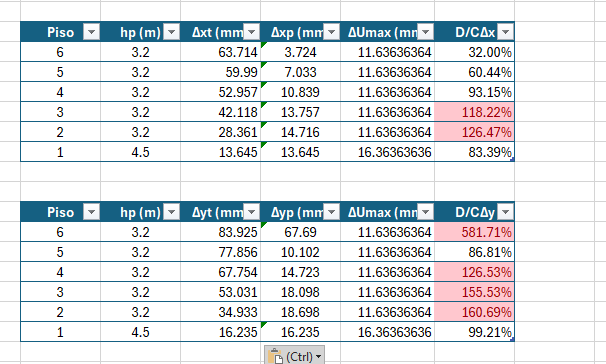 Piso hp (m) Δxt (mm Δxp (mm ΔUmax (mm D/CΔx
6 3.2 63.714 3.724 11.63636364 32.00%
5 3.2 59.99 7.033 11.63636364 60.44%
4 3.2 52.957 10.839 11.63636364 93.15%
3 3.2 42.118 13.757 11.63636364 118.22%
2 3.2 28.361 14.716 11.63636364 126.47%
1 4.5 13.645 13.645 16.36363636 83.39%
Piso hp (m) Δyt (mm Δyp (mm ΔUmax (mm D/CΔy
6 3.2 83.925 67.69 11.63636364 581.71%
5 3.2 77.856 10.102 11.63636364 86.81%
4 3.2 67.754 14.723 11.63636364 126.53%
3 3.2 53.031 18.098 11.63636364 155.53%
2 3.2 34.933 18.698 11.63636364 160.69%
1 4.5 16.235 16.235 16.36363636 99.21%
(Ctrl)